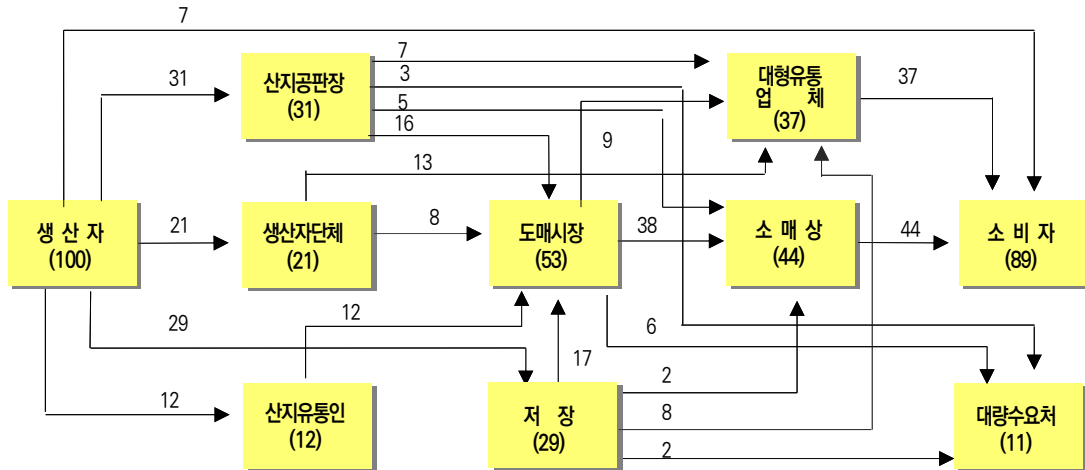 7
31
산지공판장
(31)
7
3
5
16
대형유통
업 체
(37)
37
9
13
생 산 자
(100)
21
생산자단체
(21)
8
도매시장
(53)
38
소 매 상
(44)
44
소 비 자
(89)
29
12
17
6
2
8
2
12
산지유통인
(12)
저 장
(29)
대량수요처
(11)